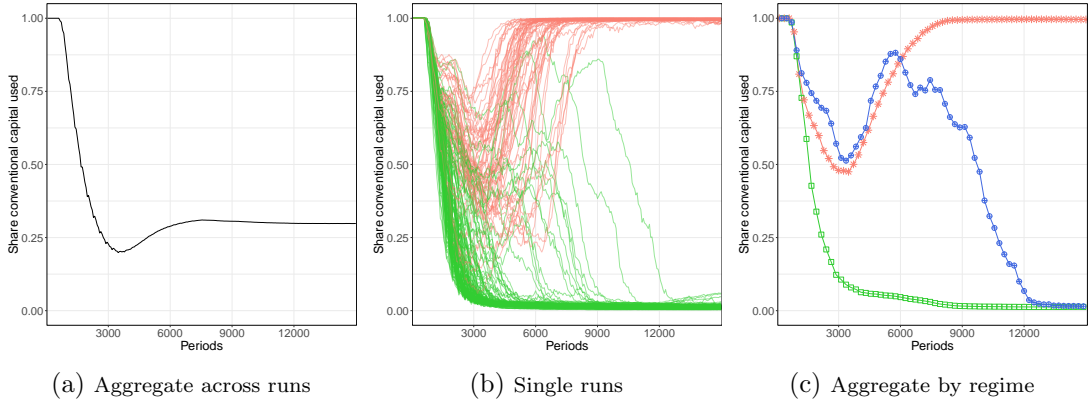 1.00
0.75
0.50
0.25
0.00
Share conventional capital used
3000 6000 9000 12000
Periods
(a) Aggregate across runs
1.00
0.75
0.50
0.25
0.00
Share conventional capital used
3000 6000 9000 12000
Periods
(b) Single runs
1.00
0.75
0.50
0.25
0.00
Share conventional capital used
3000 6000 9000 12000
Periods
(c) Aggregate by regime